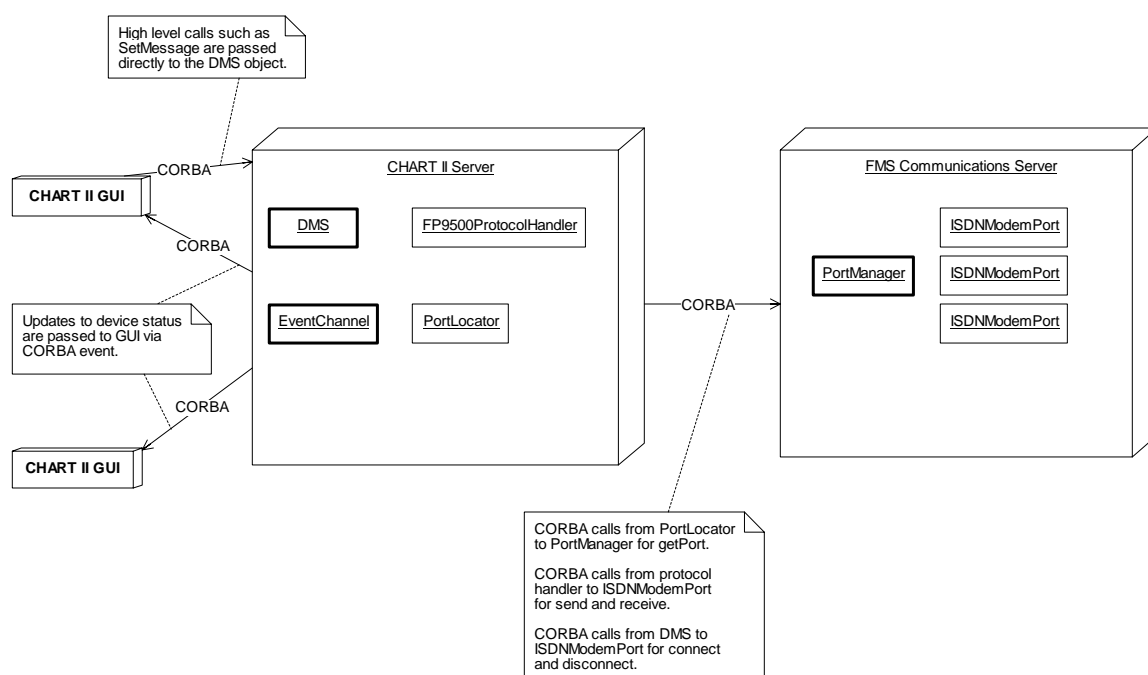 High level calls such as
SetMessage are passed
directly to the DMS object.
CORBA
CHART II GUI
CORBA
Updates to device status
are passed to GUI via
CORBA event.
CORBA
CHART II GUI
CHART II Server
DMS
FP9500ProtocolHandler
EventChannel
PortLocator
CORBA
FMS Communications Server
PortManager
ISDNModemPort
ISDNModemPort
ISDNModemPort
CORBA calls from PortLocator
to PortManager for getPort.
CORBA calls from protocol
handler to ISDNModemPort
for send and receive.
CORBA calls from DMS to
ISDNModemPort for connect
and disconnect.